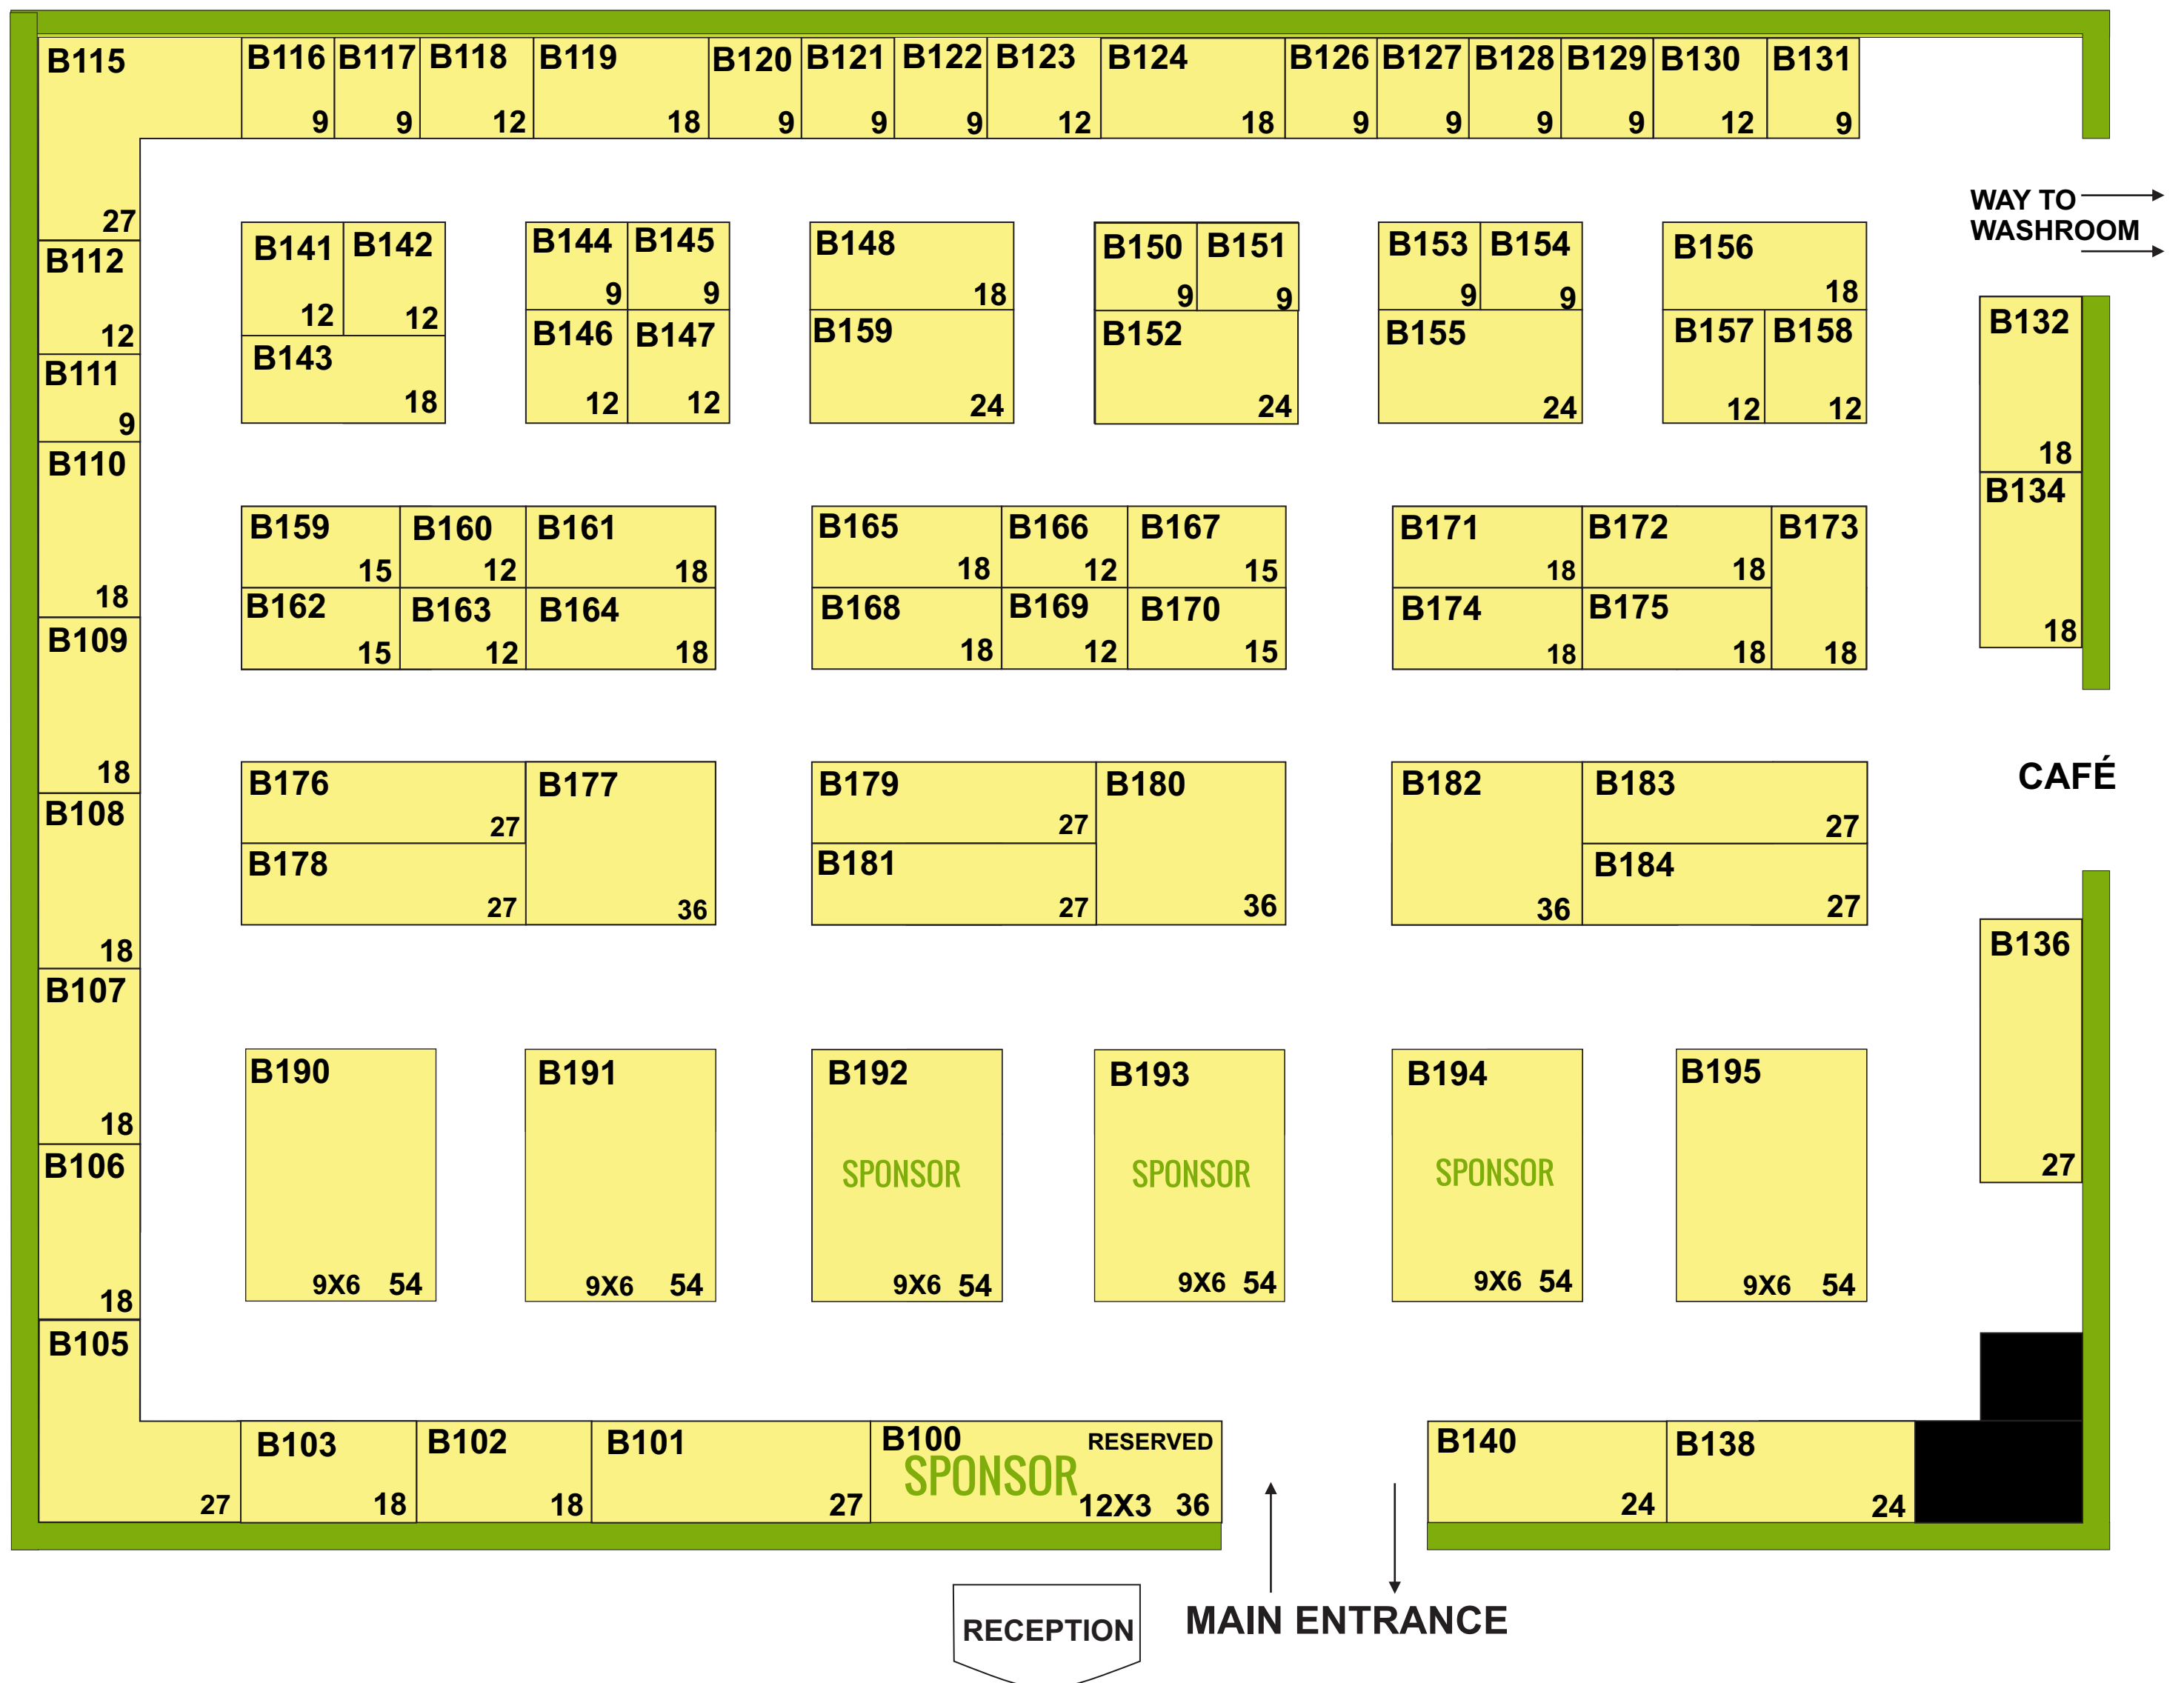 B115
B116
B117
B118
B119
B120
B121
B122
B123
B124
B126
B127
B128
B129
B130
B131
9
9
12
18
9
9
9
12
18
9
9
9
9
12
9
27
WAY TO
WASHROOM
B112
12
B111
9
B110
18
B109
18
B108
18
B107
18
B106
18
B105
27
B141
12
B142
12
B143
18
B144
9
B145
9
B146
12
B147
12
B148
18
B159
24
B150
9
B151
9
B152
24
B153
9
B154
9
B155
24
B156
18
B157
12
B158
12
B132
18
B134
18
B159
15
B160
12
B161
18
B162
15
B163
12
B164
18
B165
18
B166
12
B167
15
B168
18
B169
12
B170
15
B171
18
B172
18
B173
18
B174
18
B175
18
CAFÉ
B176
27
B177
36
B178
27
B179
27
B180
36
B181
27
B182
36
B183
27
B184
27
B136
27
B190
9X6 54
B191
9X6 54
B192
SPONSOR
9X6 54
B193
SPONSOR
9X6 54
B194
SPONSOR
9X6 54
B195
9X6 54
B103
18
B102
18
B101
27
B100
RESERVED
SPONSOR
12X3 36
B140
24
B138
24
RECEPTION
MAIN ENTRANCE